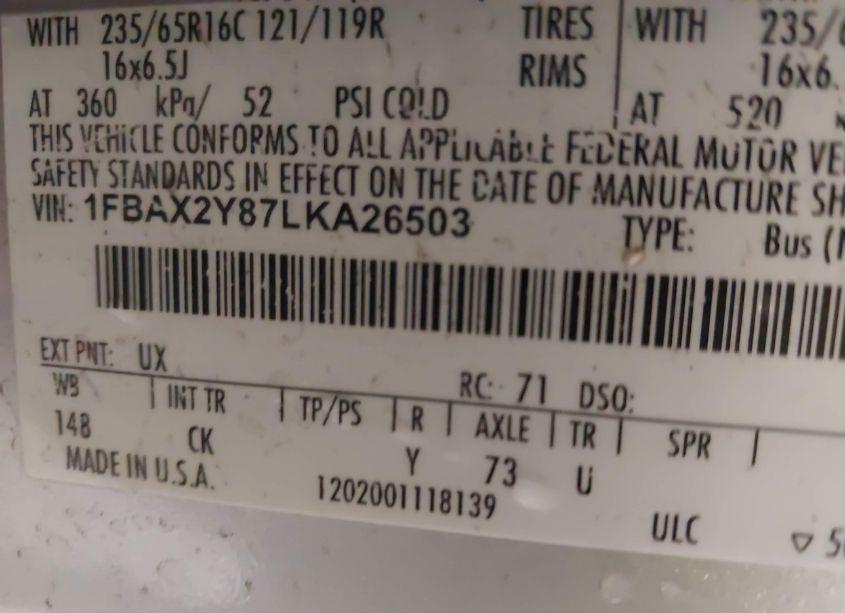 WITH 235/65R16C 121/119R TIRES WITH 235/6
16x6.5J RIMS 16x6.
AT 360 kPa/ 52 PSI COLD AT 520
THIS VEHICLE CONFORMS TO ALL APPLICABLE FEDERAL MOTOR VE
SAFETY STANDARDS IN EFFECT ON THE DATE OF MANUFACTURE SH
VIN: 1FBAX2Y87LKA26503 TYPE: Bus (
EXT PNT: UX RC: 71 DSO:
WB INT TR TP/PS R AXLE TR SPR
148 CK Y 73 U
MADE IN U.S.A. 1202001118139 ULC